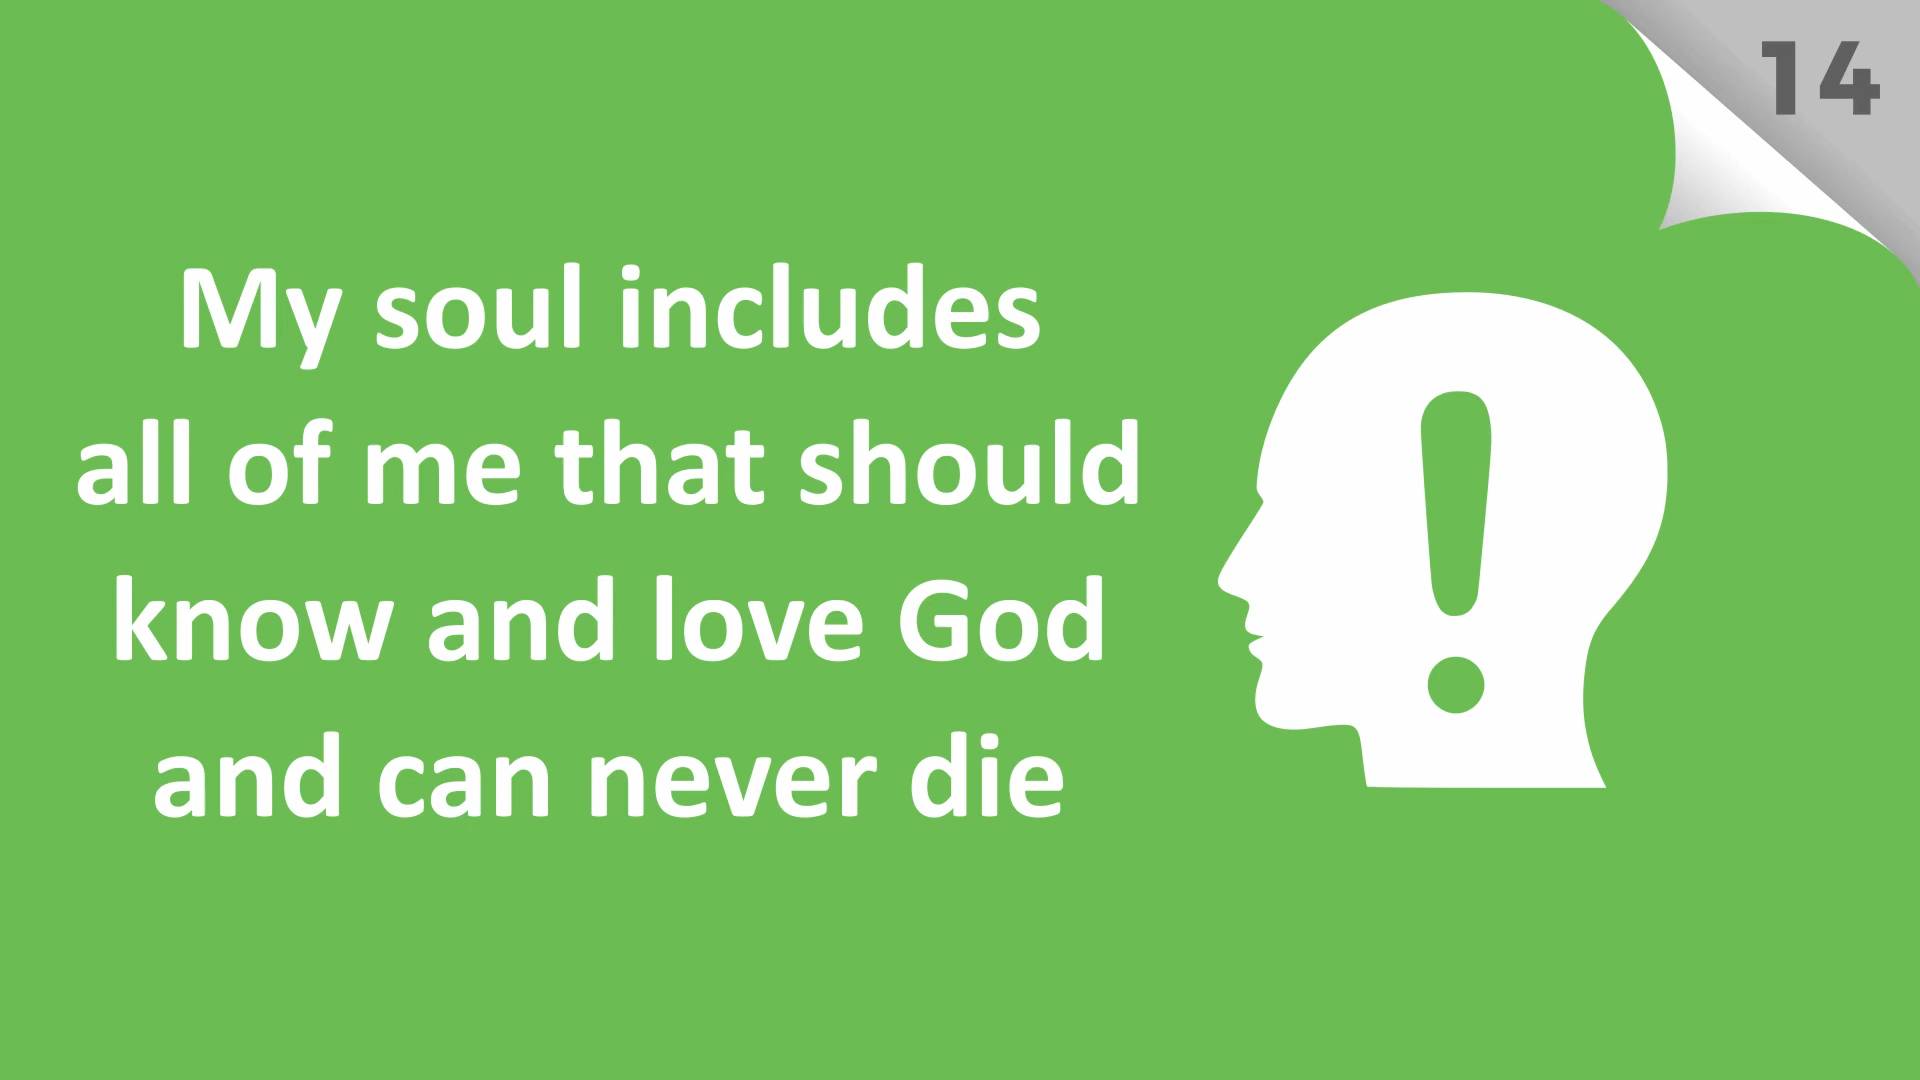 14
My soul includes
all of me that should
know and love God
and can never die